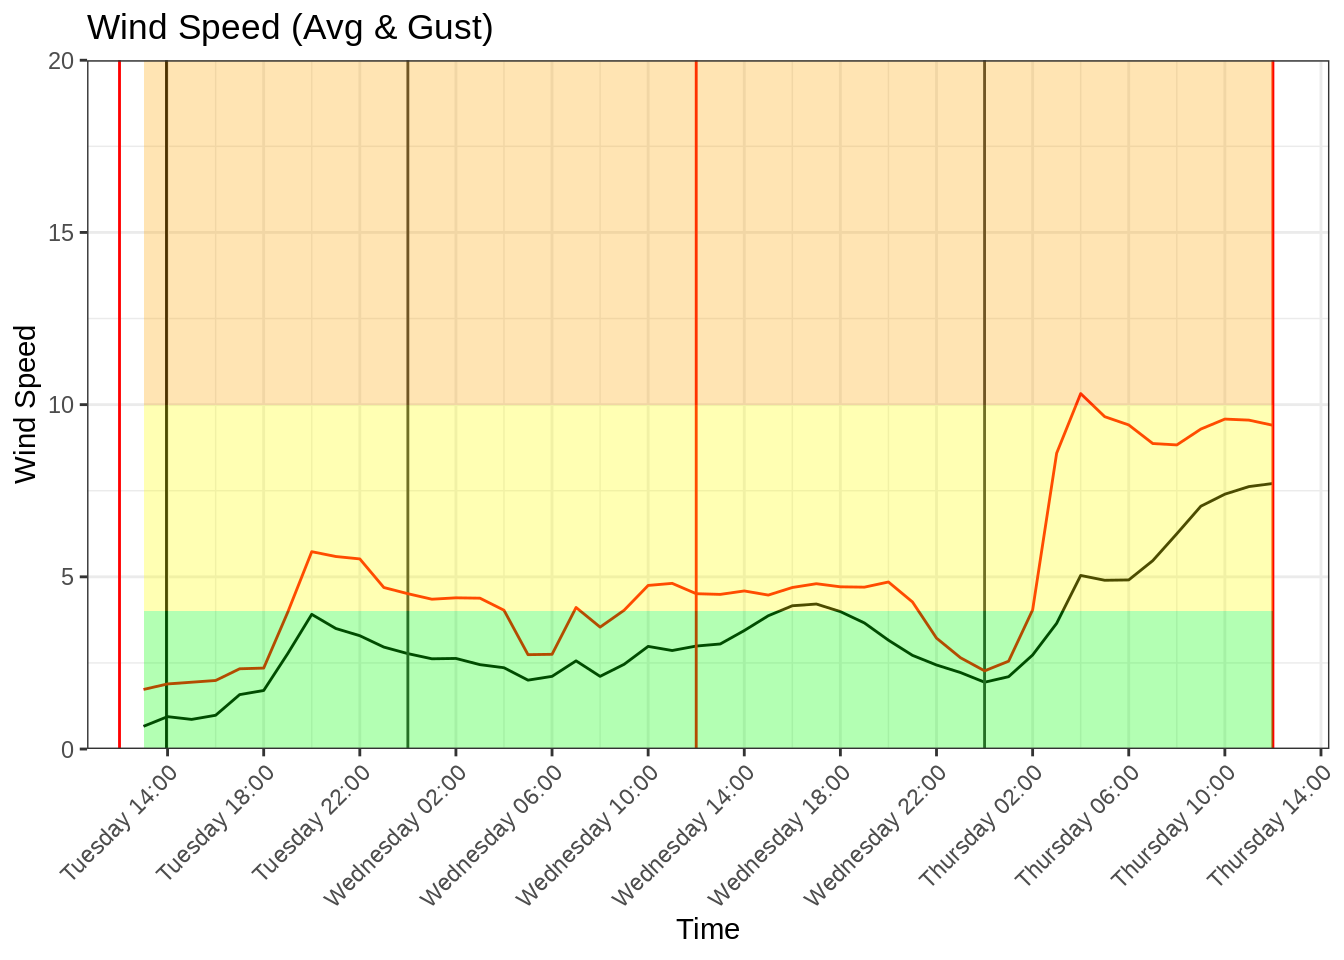 Wind Speed (Avg & Gust)
20
15
10
5
0
Wind Speed
Tuesday 14:00
Tuesday 18:00
Tuesday 22:00
Wednesday 02:00
Wednesday 06:00
Wednesday 10:00
Wednesday 14:00
Wednesday 18:00
Wednesday 22:00
Thursday 02:00
Thursday 06:00
Thursday 10:00
Thursday 14:00
Time